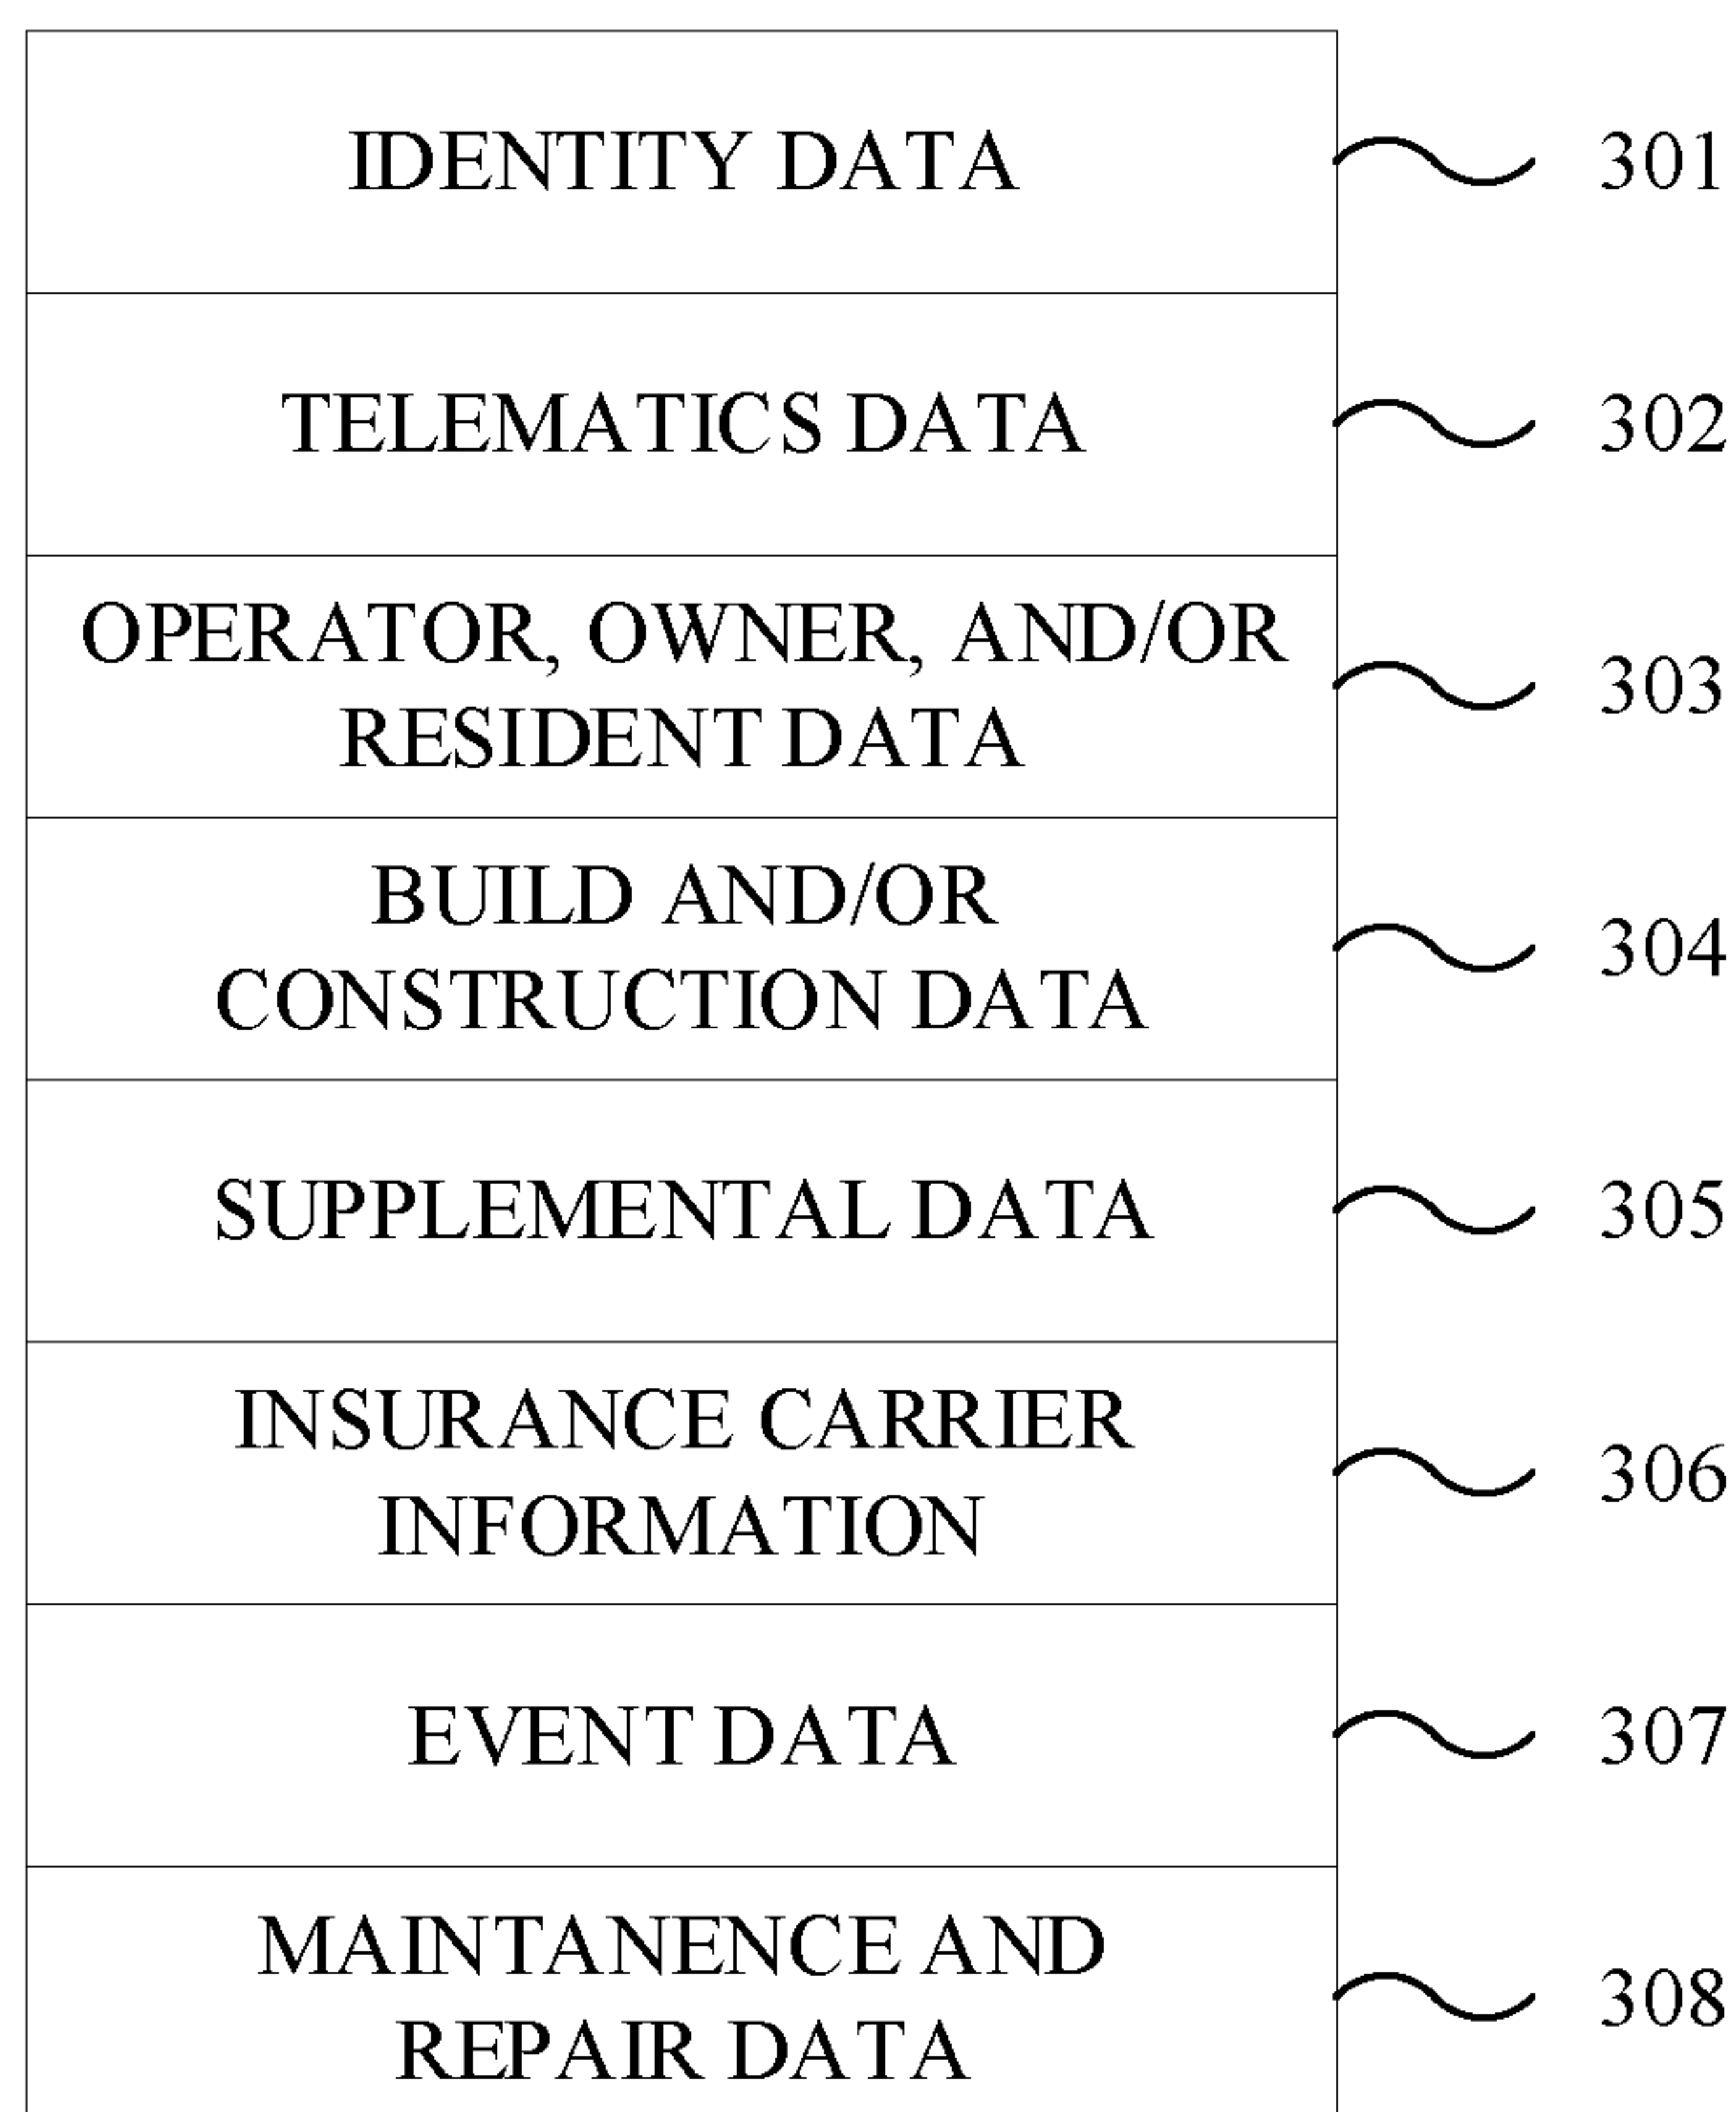 IDENTITY DATA 301
TELEMATICS DATA 302
OPERATOR, OWNER, AND/OR
RESIDENT DATA 303
BUILD AND/OR
CONSTRUCTION DATA 304
SUPPLEMENTAL DATA 305
INSURANCE CARRIER
INFORMATION 306
EVENT DATA 307
MAINTANENCE AND
REPAIR DATA 308